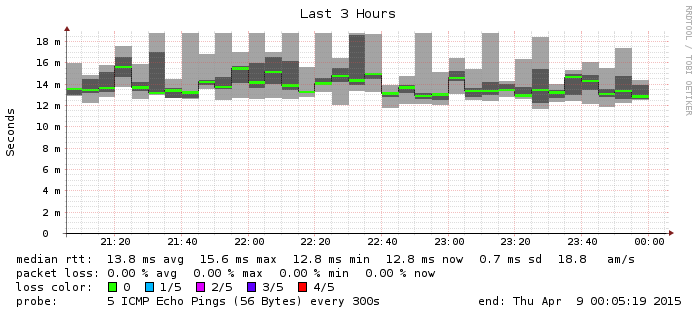 Last 3 Hours
RRDTOOL / TOBI OETIKER
Seconds
18 m
16 m
14 m
12 m
10 m
8 m
6 m
4 m
2 m
0
21:20 21:40 22:00 22:20 22:40 23:00 23:20 23:40 00:00
median rtt: 13.8 ms avg 15.6 ms max 12.8 ms min 12.8 ms now 0.7 ms sd 18.8 am/s
packet loss: 0.00 % avg 0.00 % max 0.00 % min 0.00 % now
loss color: 0 1/5 2/5 3/5 4/5
probe: 5 ICMP Echo Pings (56 Bytes) every 300s end: Thu Apr 9 00:05:19 2015